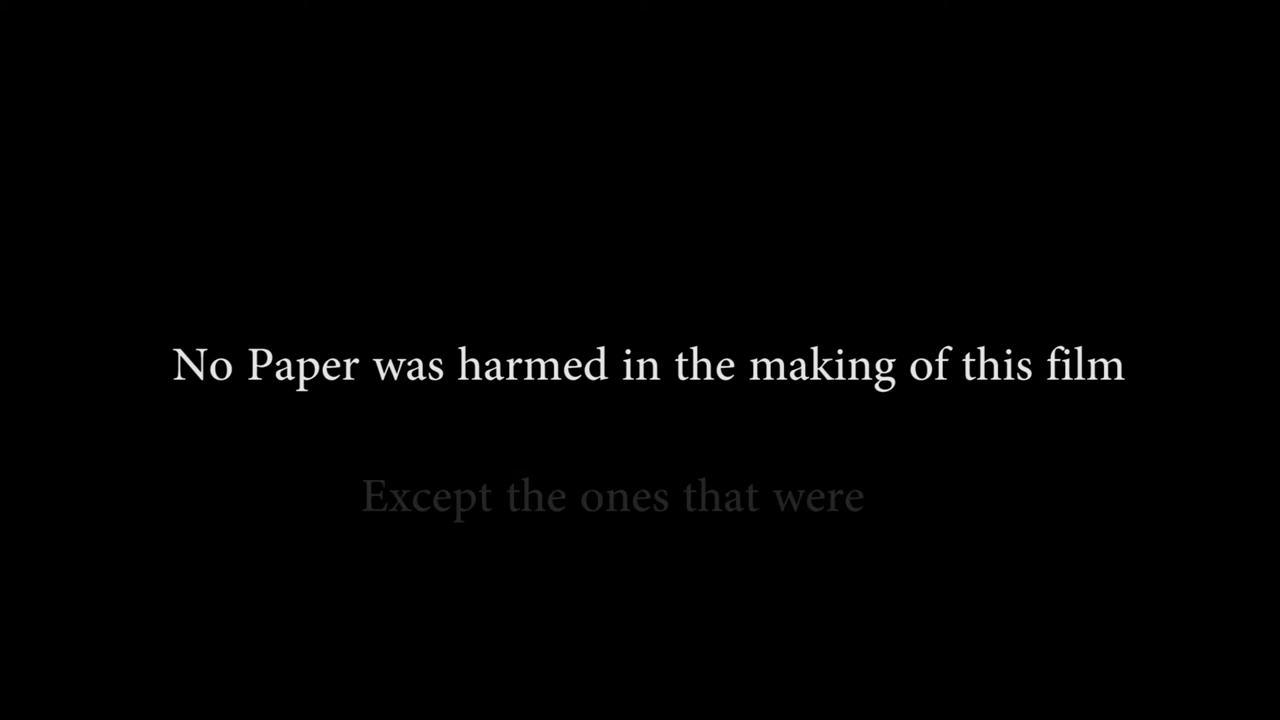 No Paper was harmed in the making of this film
Except the ones that were